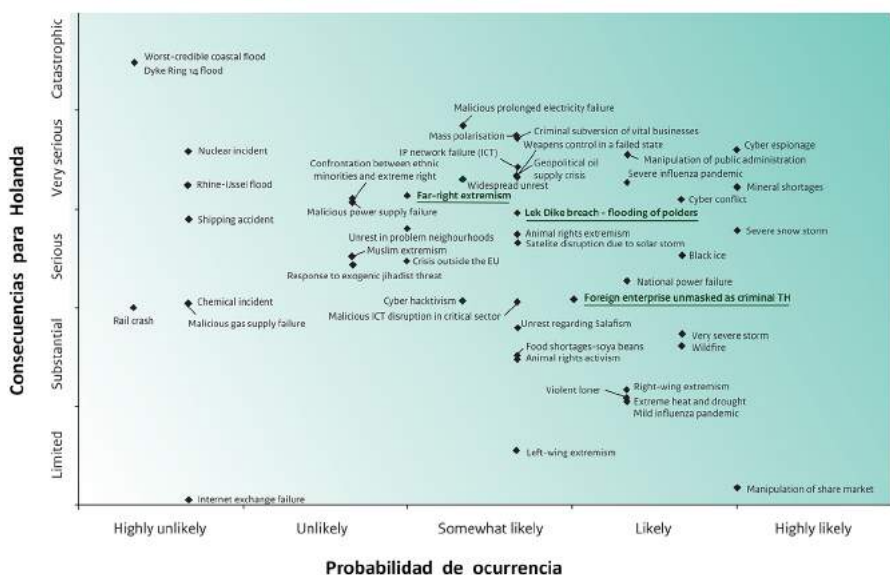 Consecuencias para Holanda
Catastrophic
Very serious
Serious
Substantial
Limited
Worst-credible coastal flood
Dyke Ring 14 flood
Malicious prolonged electricity failure
Mass polarisation
Criminal subversion of vital businesses
Weapens control in a failed state
IP network failure (ICT)
Geopolitical oil
supply crisis
Cyber espionage
Manipulation of public administration
Severe influenza pandemic
Nuclear incident
Confrontation between ethnic
minorities and extreme right
Rhine-IJssel flood
Widespread unrest
Far-right extremism
Mineral shortages
Cyber conflict
Malicious power supply failure
Lek Dike breach - flooding of polders
Shipping accident
Unrest in problem neighourhoods
Animal rights extremism
Satelite disruption due to solar storm
Severe snow storm
Muslim extremism
Crisis outside the EU
Black ice
Response to exogenic jihadist threat
National power failure
Chemical incident
Cyber hacktivism
Foreign enterprise unmasked as criminal TH
Rail crash
Malicious gas supply failure
Malicious ICT disruption in critical sector
Unrest regarding Salafism
Very severe storm
Wildfire
Food shortages-soya beans
Animal rights activism
Violent loner
Right-wing extremism
Extreme heat and drought
Mild influenza pandemic
Left-wing extremism
Manipulation of share market
Internet exchange failure
Highly unlikely
Unlikely
Somewhat likely
Likely
Highly likely
Probabilidad de ocurrencia